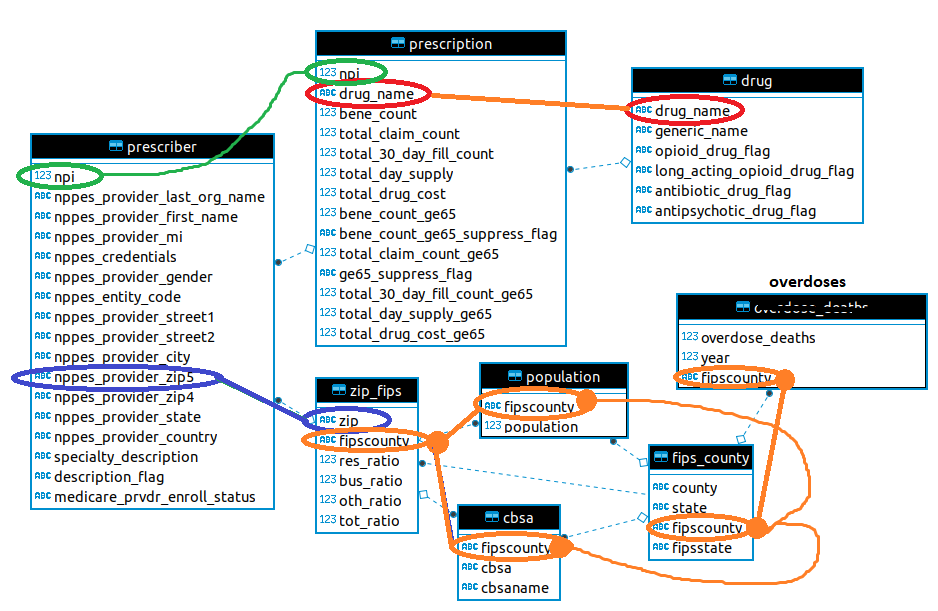 prescription
123 npi
ABC drug_name
123 bene_count
123 total_claim_count
123 total_30_day_fill_count
123 total_day_supply
123 total_drug_cost
123 bene_count_ge65
ABC bene_count_ge65_suppress_flag
123 total_claim_count_ge65
ABC ge65_suppress_flag
123 total_30_day_fill_count_ge65
123 total_day_supply_ge65
123 total_drug_cost_ge65
drug
ABC drug_name
ABC generic_name
ABC opioid_drug_flag
ABC long_acting_opioid_drug_flag
ABC antibiotic_drug_flag
ABC antipsychotic_drug_flag
prescriber
123 npi
ABC nppes_provider_last_org_name
ABC nppes_provider_first_name
ABC nppes_provider_mi
ABC nppes_credentials
ABC nppes_provider_gender
ABC nppes_entity_code
ABC nppes_provider_street1
ABC nppes_provider_street2
ABC nppes_provider_city
ABC nppes_provider_zip5
ABC nppes_provider_zip4
ABC nppes_provider_state
ABC nppes_provider_country
ABC specialty_description
ABC description_flag
ABC medicare_prvdr_enroll_status
overdoses
overdose_deaths
123 overdose_deaths
123 year
ABC fipscounty
zip_fips
ABC zip
ABC fipscounty
123 res_ratio
123 bus_ratio
123 oth_ratio
123 tot_ratio
population
ABC fipscounty
123 population
fips_county
ABC county
ABC state
ABC fipscounty
ABC fipsstate
cbsa
ABC fipscounty
ABC cbsa
ABC cbsaname